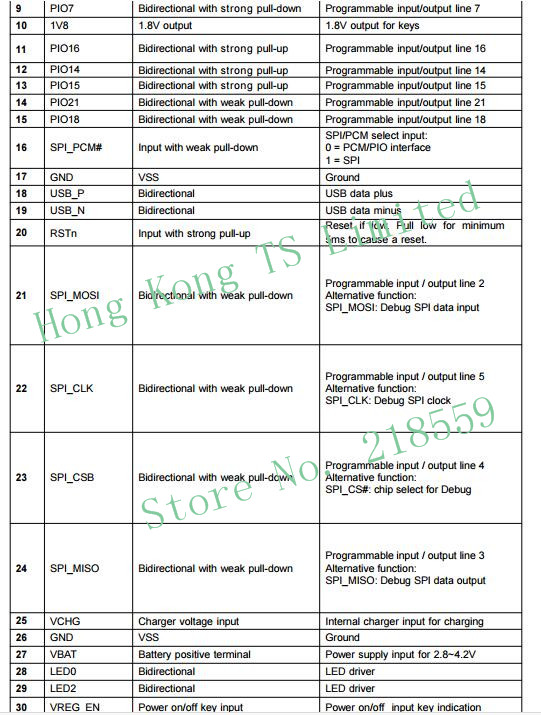 9 PIO7 Bidirectional with strong pull-down Programmable input/output line 7
10 1V8 1.8V output 1.8V output for keys
11 PIO16 Bidirectional with strong pull-up Programmable input/output line 16
12 PIO14 Bidirectional with strong pull-up Programmable input/output line 14
13 PIO15 Bidirectional with strong pull-up Programmable input/output line 15
14 PIO21 Bidirectional with weak pull-down Programmable input/output line 21
15 PIO18 Bidirectional with weak pull-down Programmable input/output line 18
16 SPI_PCM# Input with weak pull-down SPI/PCM select input:
0 = PCM/PIO interface
1 = SPI
17 GND VSS Ground
18 USB_P Bidirectional USB data plus
19 USB_N Bidirectional USB data minus
20 RSTn Input with strong pull-up Reset if low. Pull low for minimum
5ms to cause a reset.
21 SPI_MOSI Bidirectional with weak pull-down Programmable input / output line 2
Alternative function:
SPI_MOSI: Debug SPI data input
22 SPI_CLK Bidirectional with weak pull-down Programmable input / output line 5
Alternative function:
SPI_CLK: Debug SPI clock
23 SPI_CSB Bidirectional with weak pull-down Programmable input / output line 4
Alternative function:
SPI_CS#: chip select for Debug
24 SPI_MISO Bidirectional with weak pull-down Programmable input / output line 3
Alternative function:
SPI_MISO: Debug SPI data output
25 VCHG Charger voltage input Internal charger input for charging
26 GND VSS Ground
27 VBAT Battery positive terminal Power supply input for 2.8~4.2V
28 LED0 Bidirectional LED driver
29 LED2 Bidirectional LED driver
30 VREG_EN Power on/off key input Power on/off input key indication
Hong Kong TS Limited
Store No. 218559